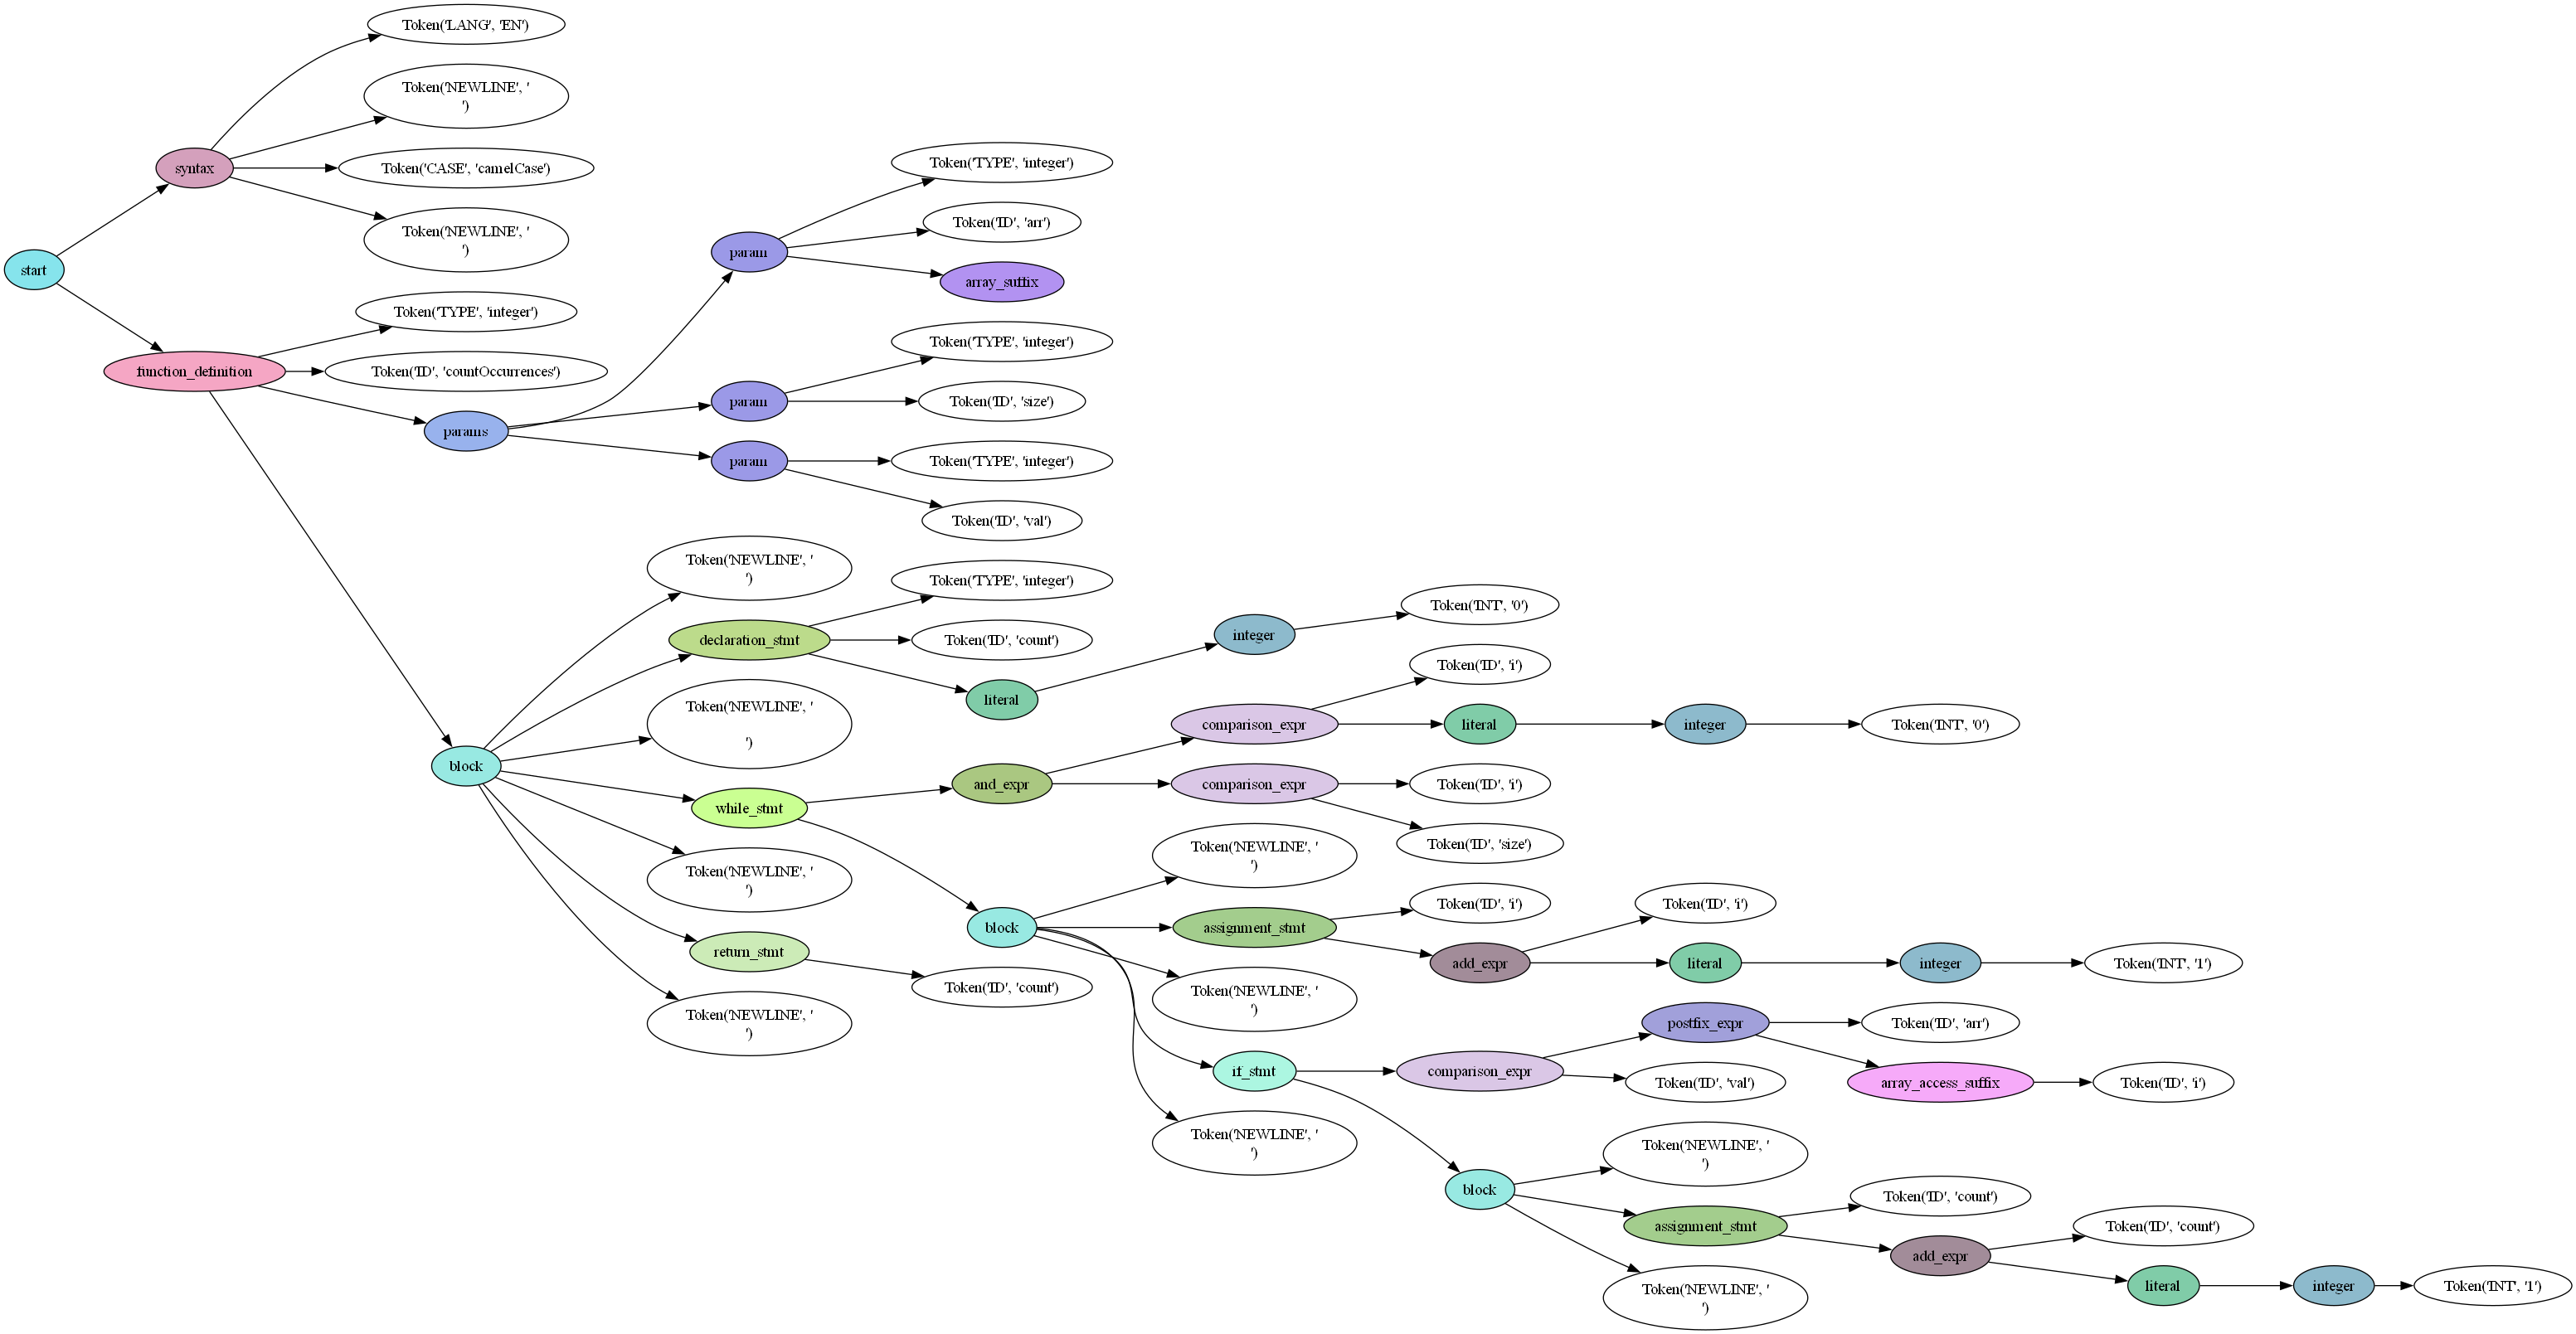 Token('LANG', 'EN')
Token('NEWLINE', '
')
syntax
Token('CASE', 'camelCase')
Token('NEWLINE', '
')
start
Token('TYPE', 'integer')
function_definition
Token('ID', 'countOccurrences')
params
param
Token('TYPE', 'integer')
Token('ID', 'arr')
array_suffix
param
Token('TYPE', 'integer')
Token('ID', 'size')
param
Token('TYPE', 'integer')
Token('ID', 'val')
block
Token('NEWLINE', '
')
declaration_stmt
Token('TYPE', 'integer')
Token('ID', 'count')
literal
integer
Token('INT', '0')
Token('NEWLINE', '
')
while_stmt
and_expr
comparison_expr
Token('ID', 'i')
literal
integer
Token('INT', '0')
comparison_expr
Token('ID', 'i')
Token('ID', 'size')
block
Token('NEWLINE', '
')
assignment_stmt
Token('ID', 'i')
add_expr
Token('ID', 'i')
literal
integer
Token('INT', '1')
Token('NEWLINE', '
')
if_stmt
comparison_expr
postfix_expr
Token('ID', 'arr')
array_access_suffix
Token('ID', 'i')
Token('ID', 'val')
block
Token('NEWLINE', '
')
assignment_stmt
Token('ID', 'count')
add_expr
Token('ID', 'count')
literal
integer
Token('INT', '1')
Token('NEWLINE', '
')
Token('NEWLINE', '
')
Token('NEWLINE', '
')
return_stmt
Token('ID', 'count')
Token('NEWLINE', '
')